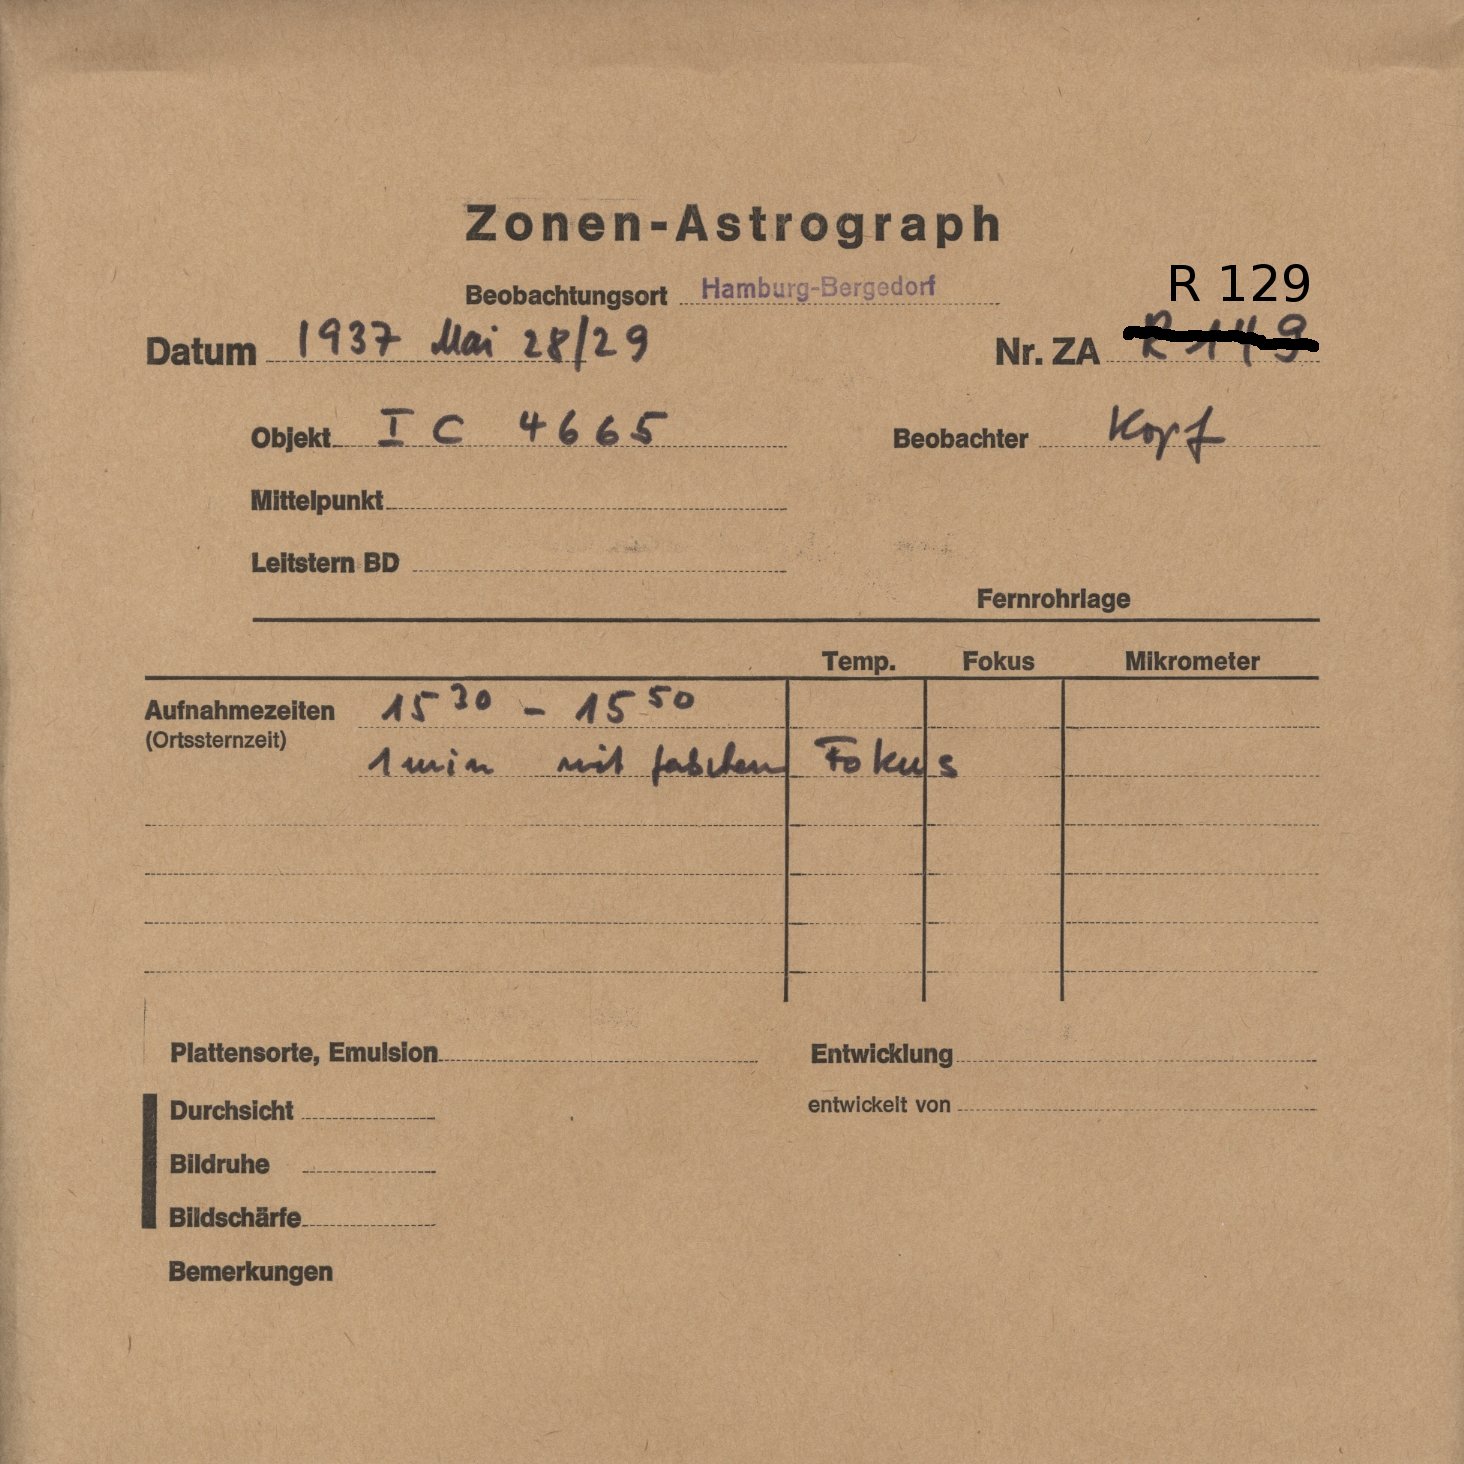 Zonen-Astrograph
Beobachtungsort Hamburg-Bergedorf
R 129
Datum 1937 Mai 28/29 Nr. ZA R 149
Objekt I C 4665 Beobachter Kopf
Mittelpunkt
Leitstern BD
Fernrohrlage
Temp. Fokus Mikrometer
Aufnahmezeiten 15 30 - 15 50
(Ortssternzeit)
1 min mit falschem Fokus
Plattensorte, Emulsion Entwicklung
Durchsicht entwickelt von
Bildruhe
Bildschärfe
Bemerkungen